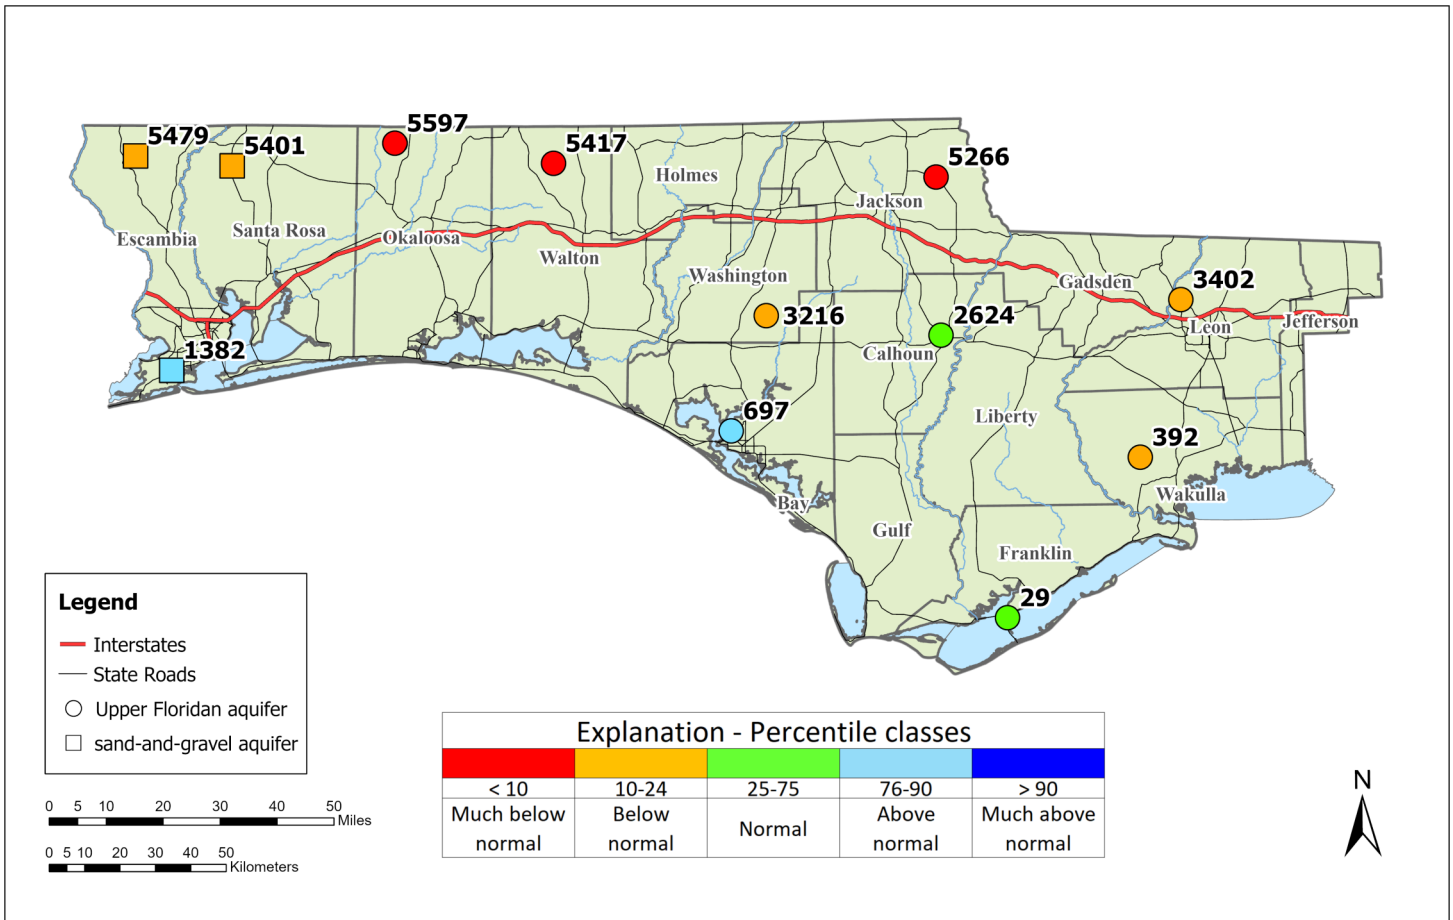 5479
5401
5597
5417
5266
Holmes
Jackson
Escambia
Santa Rosa
Okaloosa
Walton
Washington
Gadsden
3402
3216
2624
Leon
Jefferson
1382
Calhoun
697
Liberty
392
Bay
Wakulla
Gulf
Franklin
29
Legend
Interstates
State Roads
Upper Floridan aquifer
sand-and-gravel aquifer
0 5 10 20 30 40 50
Miles
0 5 10 20 30 40 50
Kilometers
Explanation - Percentile classes
< 10 10-24 25-75 76-90 > 90
Much below normal Below normal Normal Above normal Much above normal
N